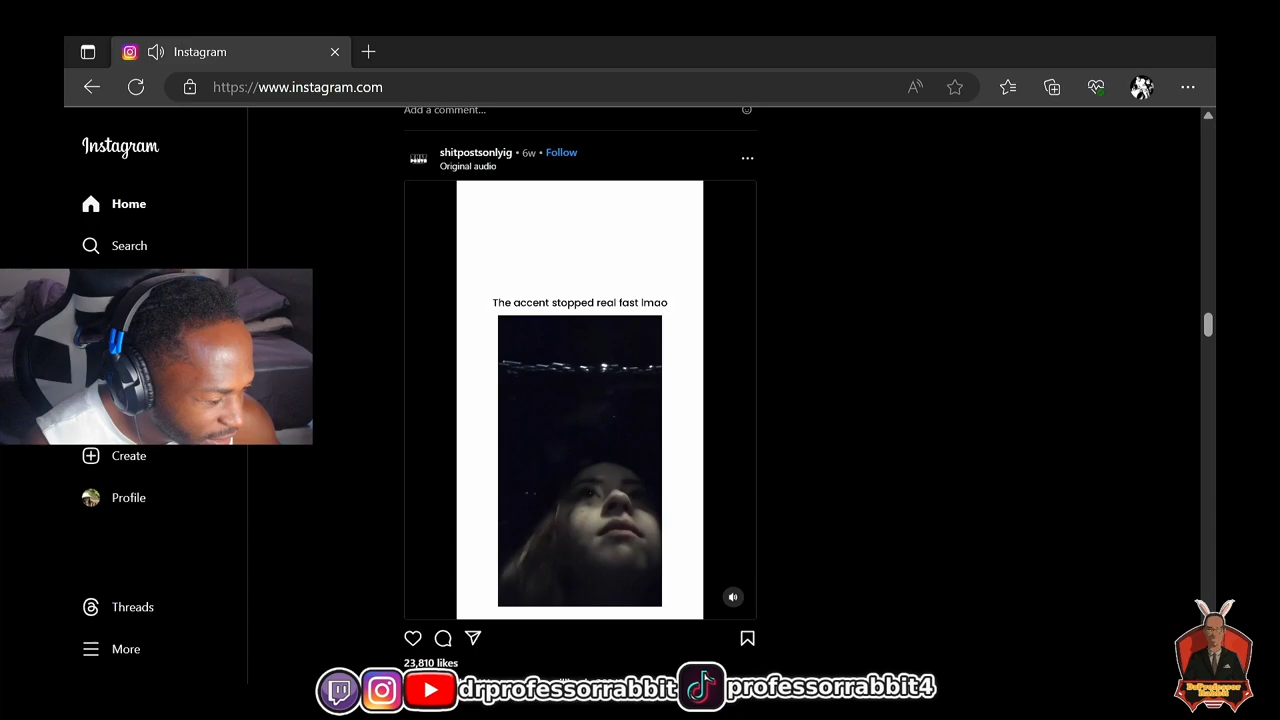 Instagram
https://www.instagram.com
Add a comment...
Instagram
shitpostsonlyig • 6w • Follow
Original audio
Home
Search
The accent stopped real fast lmao
Create
Profile
Threads
More
23,810 likes
drprofessorrabbit
professorrabbit4